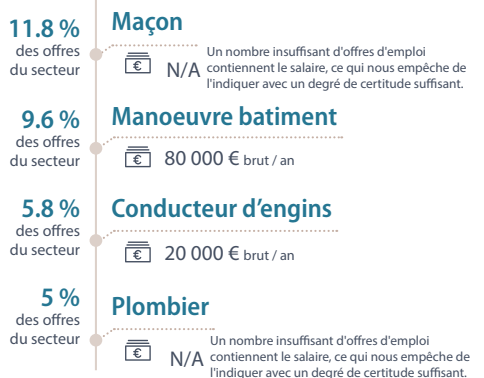 11.8 %
des offres
du secteur
Maçon
€
N/A
Un nombre insuffisant d'offres d'emploi
contiennent le salaire, ce qui nous empêche de
l'indiquer avec un degré de certitude suffisant.
9.6 %
des offres
du secteur
Manoeuvre batiment
€
80 000 € brut / an
5.8 %
des offres
du secteur
Conducteur d’engins
€
20 000 € brut / an
5 %
des offres
du secteur
Plombier
€
N/A
Un nombre insuffisant d'offres d'emploi
contiennent le salaire, ce qui nous empêche de
l'indiquer avec un degré de certitude suffisant.